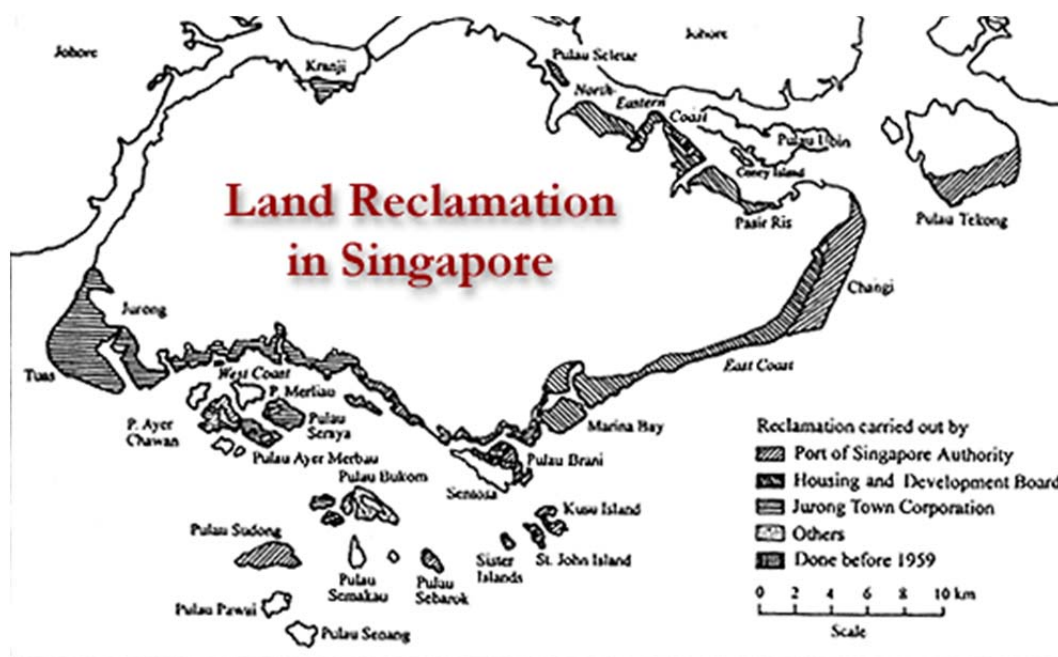 Johore
Johore
Kranji
Pulau Seletar
North-
Eastern
Coast
Pulau Ubin
Coney Island
Pasir Ris
Pulau Tekong
Land Reclamation
in Singapore
Changi
Jurong
Tuas
West Coast
P. Merliau
East Coast
P. Ayer
Chawan
Pulau
Seraya
Marina Bay
Pulau Ayer Merbau
Pulau Brani
Pulau Bukom
Sentosa
Kusu Island
Pulau Sudong
Sister
Islands
St. John Island
Pulau
Semakau
Pulau
Sebarok
Pulau Pawai
Pulau Senang
Reclamation carried out by
Port of Singapore Authority
Housing and Development Board
Jurong Town Corporation
Others
Done before 1959
0 2 4 6 8 10 km
Scale